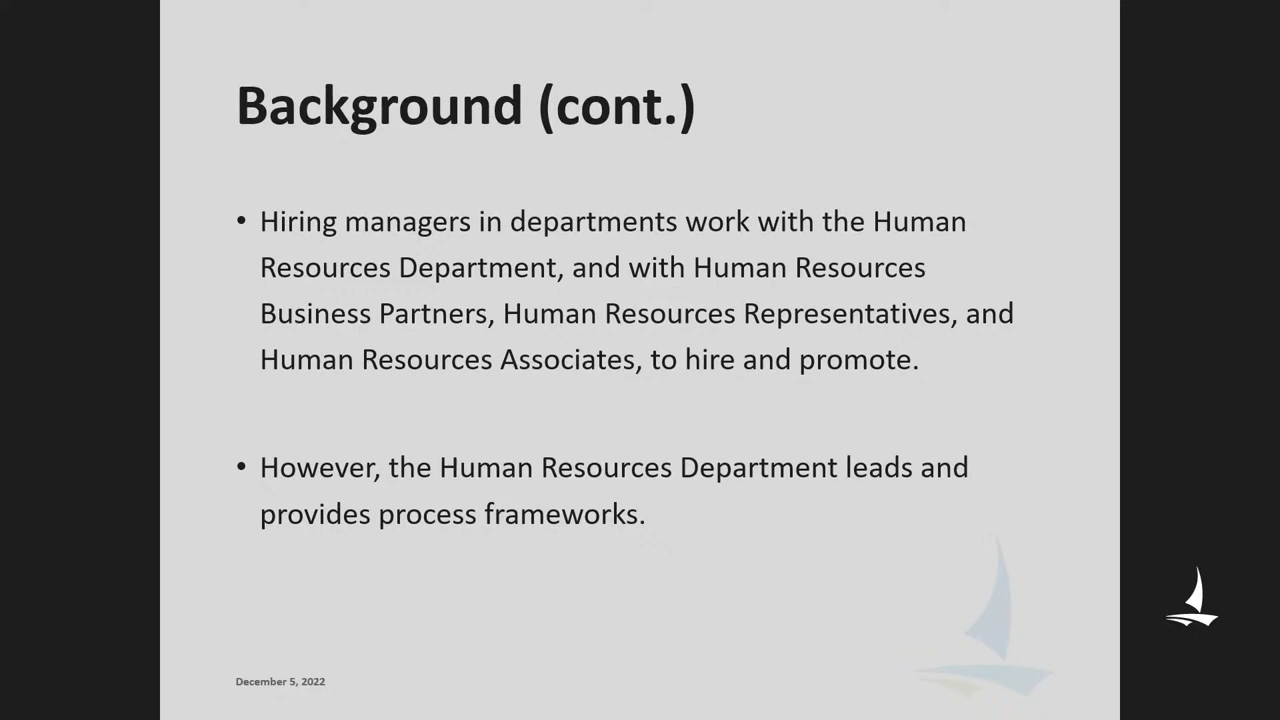 Background (cont.)
• Hiring managers in departments work with the Human
Resources Department, and with Human Resources
Business Partners, Human Resources Representatives, and
Human Resources Associates, to hire and promote.
• However, the Human Resources Department leads and
provides process frameworks.
December 5, 2022